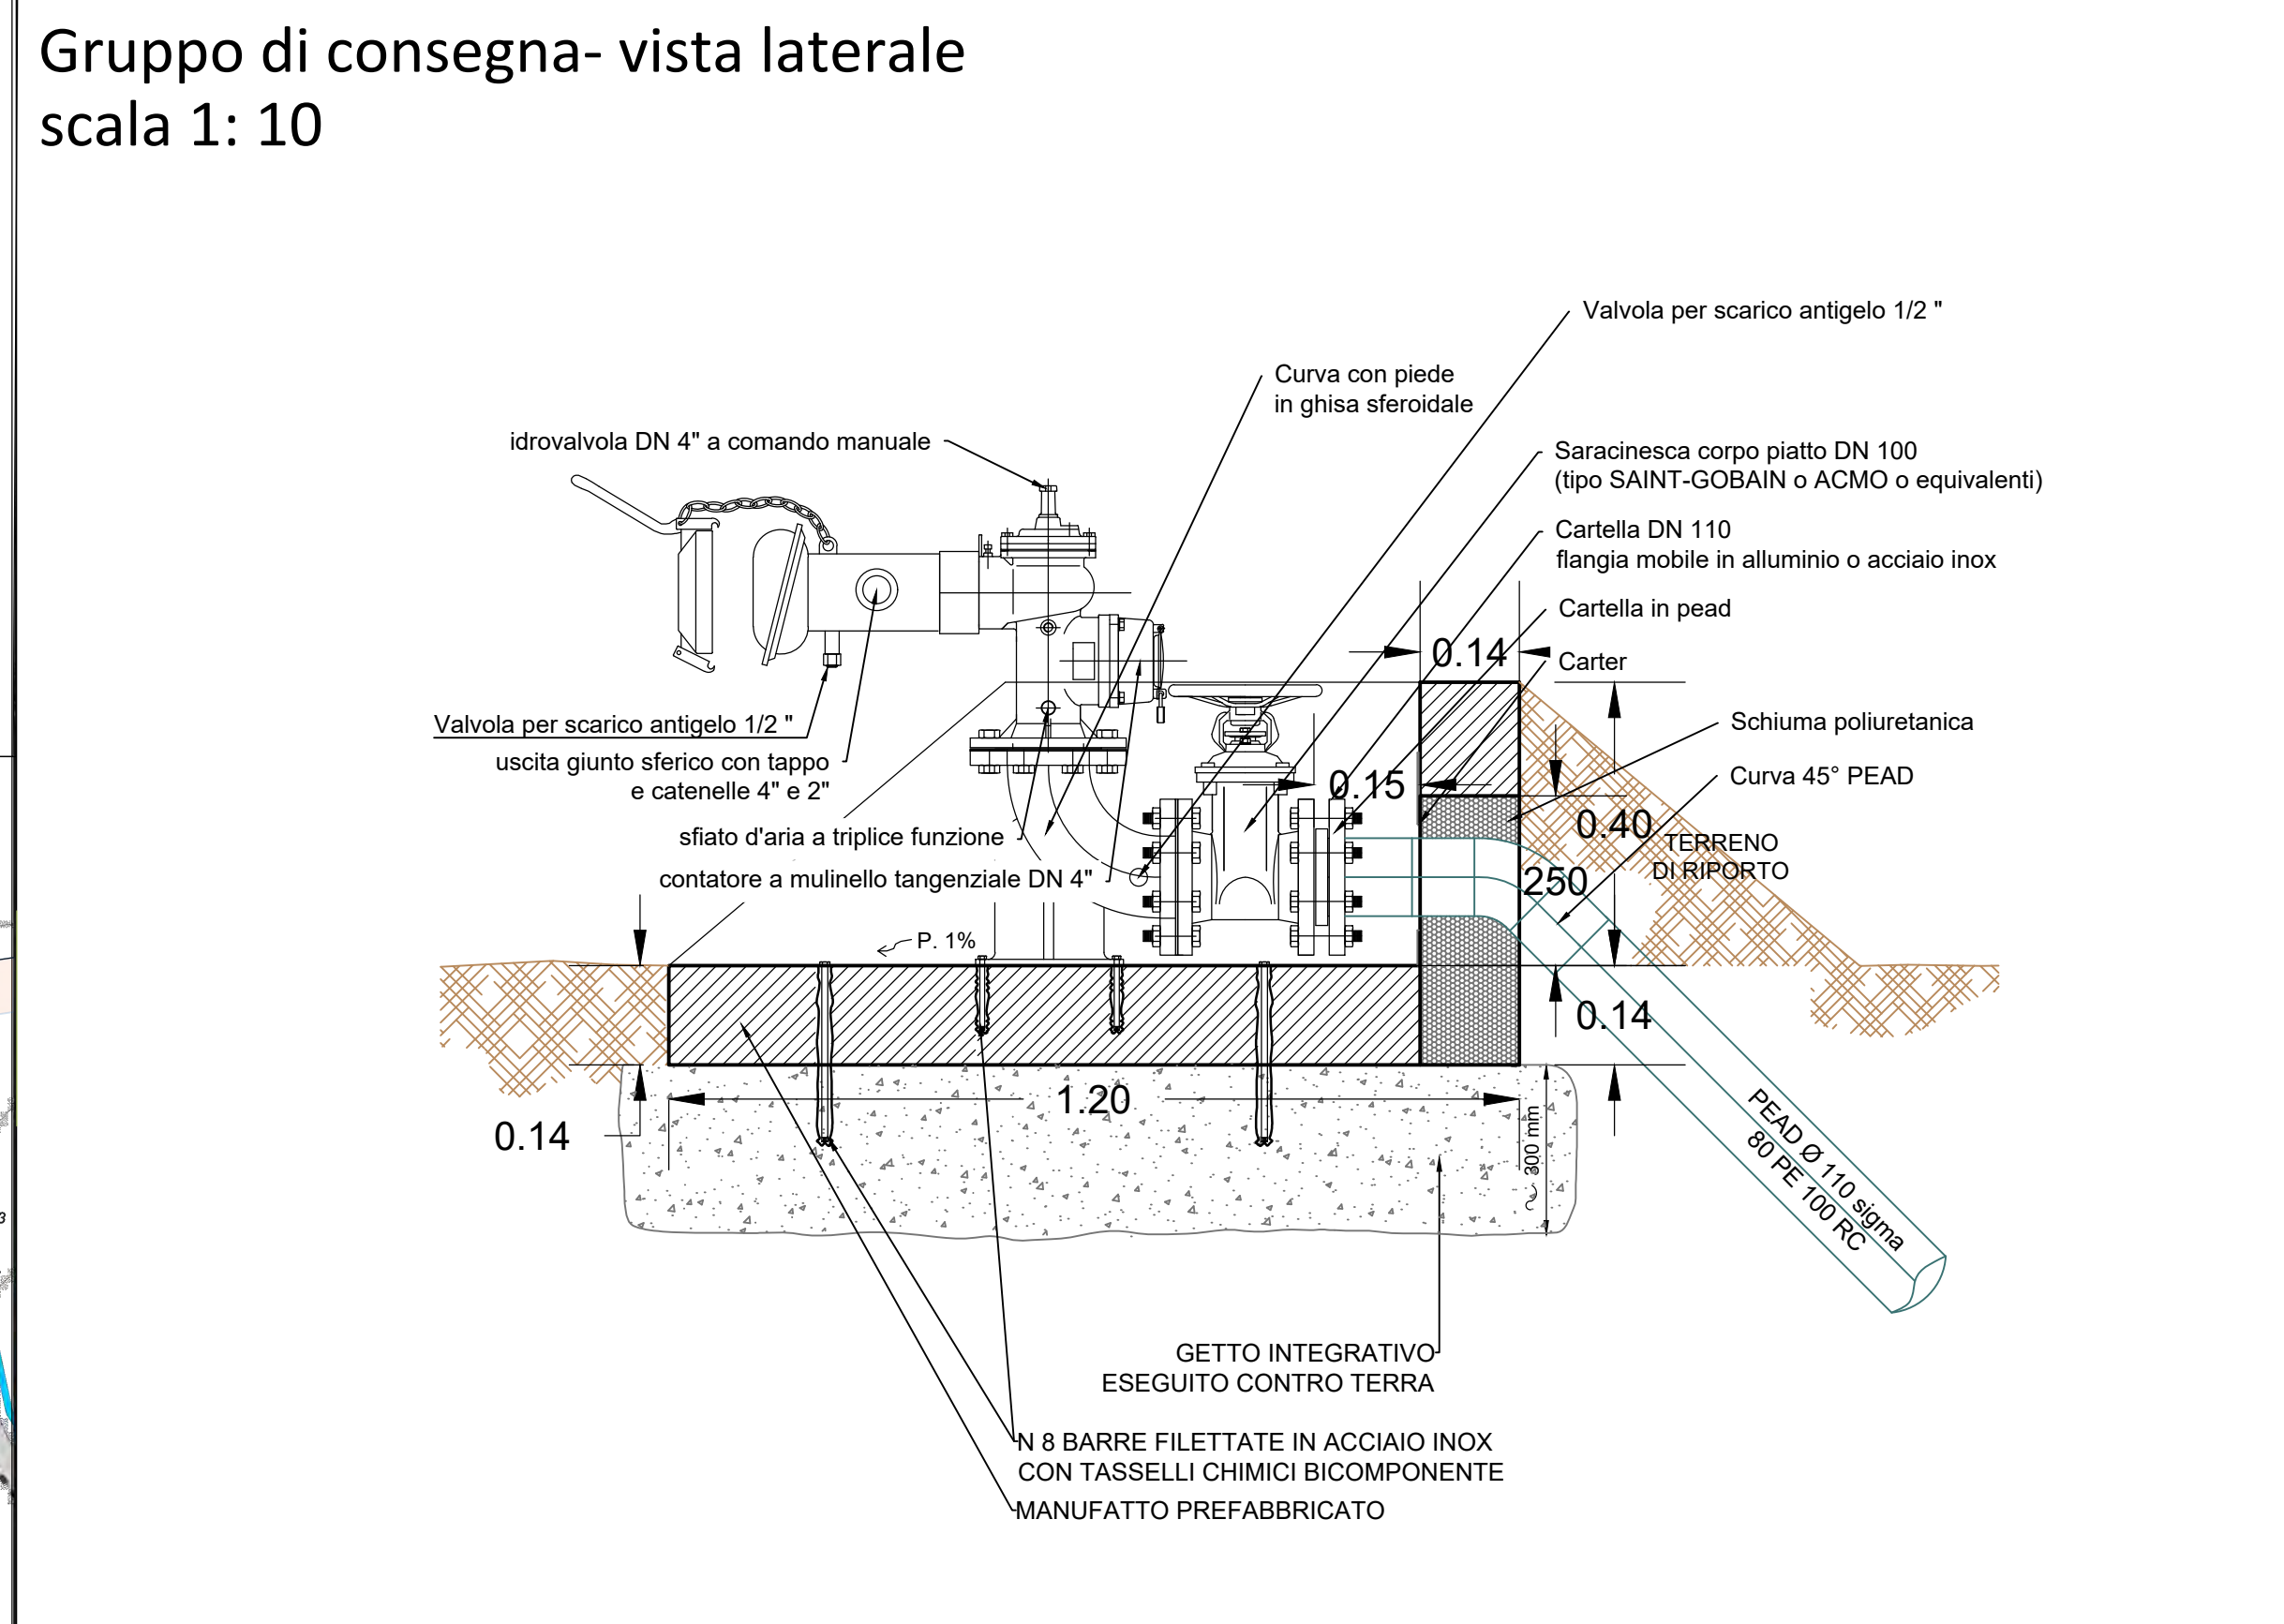 Gruppo di consegna- vista laterale
scala 1: 10
Valvola per scarico antigelo 1/2 "
Curva con piede
in ghisa sferoidale
idrovalvola DN 4" a comando manuale
Saracinesca corpo piatto DN 100
(tipo SAINT-GOBAIN o ACMO o equivalenti)
Cartella DN 110
flangia mobile in alluminio o acciaio inox
Cartella in pead
0.14
Carter
Valvola per scarico antigelo 1/2 "
Schiuma poliuretanica
uscita giunto sferico con tappo
e catenelle 4" e 2"
Curva 45° PEAD
0.15
0.40
sfiato d'aria a triplice funzione
TERRENO
DI RIPORTO
contatore a mulinello tangenziale DN 4"
250
P. 1%
0.14
1.20
0.14
~ 300 mm
PEAD Ø 110 sigma
80 PE 100 RC
GETTO INTEGRATIVO
ESEGUITO CONTRO TERRA
N 8 BARRE FILETTATE IN ACCIAIO INOX
CON TASSELLI CHIMICI BICOMPONENTE
MANUFATTO PREFABBRICATO
3